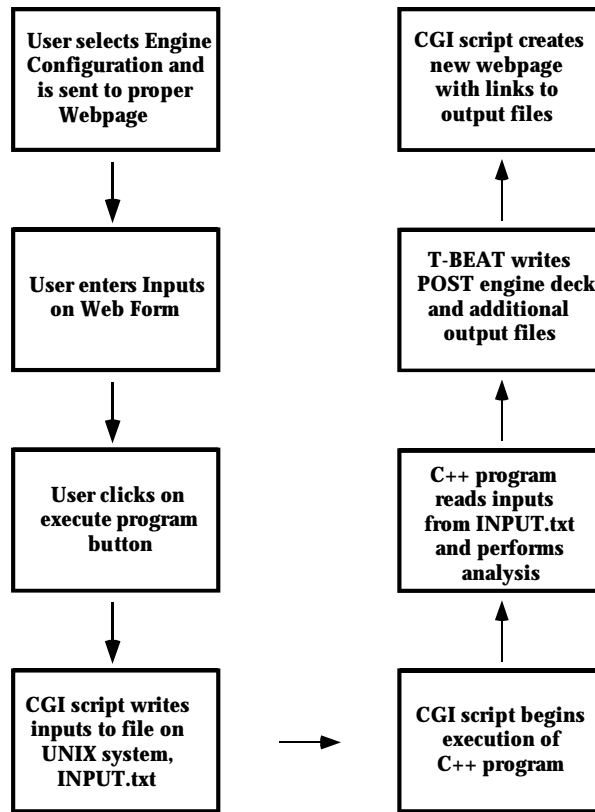 User selects Engine
Configuration and
is sent to proper
Webpage
User enters Inputs
on Web Form
User clicks on
execute program
button
CGI script writes
inputs to file on
UNIX system,
INPUT.txt
CGI script begins
execution of
C++ program
C++ program
reads inputs
from INPUT.txt
and performs
analysis
T-BEAT writes
POST engine deck
and additional
output files
CGI script creates
new webpage
with links to
output files